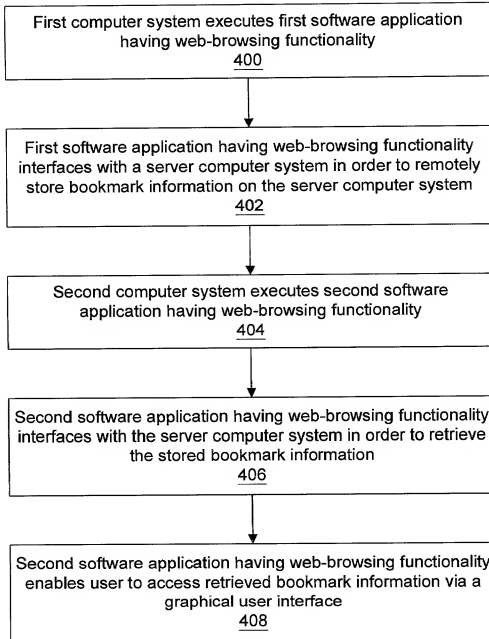 First computer system executes first software application
having web-browsing functionality
400
First software application having web-browsing functionality
interfaces with a server computer system in order to remotely
store bookmark information on the server computer system
402
Second computer system executes second software
application having web-browsing functionality
404
Second software application having web-browsing functionality
interfaces with the server computer system in order to retrieve
the stored bookmark information
406
Second software application having web-browsing functionality
enables user to access retrieved bookmark information via a
graphical user interface
408